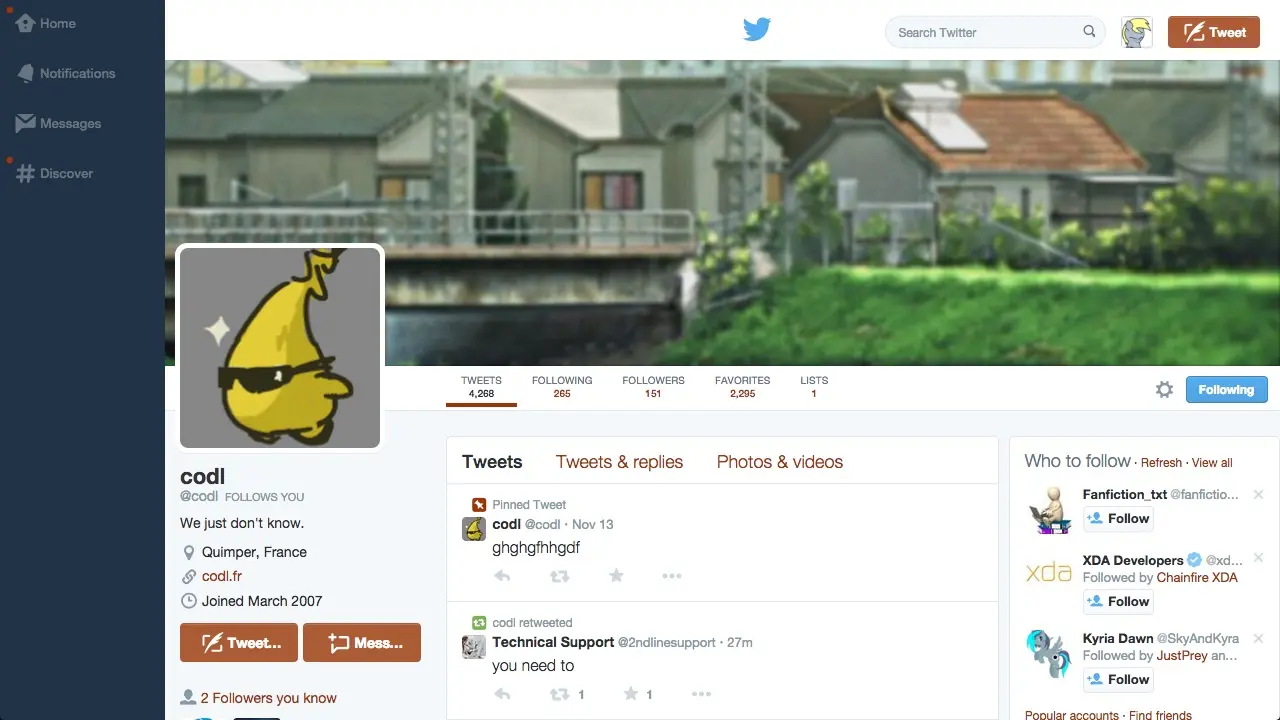 Home
Notifications
Messages
Discover
Search Twitter
Tweet
TWEETS
4,268
FOLLOWING
265
FOLLOWERS
151
FAVORITES
2,295
LISTS
1
Following
codl
@codl FOLLOWS YOU
We just don't know.
Quimper, France
codl.fr
Joined March 2007
Tweet...
Mess...
2 Followers you know
Tweets
Tweets & replies
Photos & videos
Pinned Tweet
codl @codl · Nov 13
ghghgfhhgdf
codl retweeted
Technical Support @2ndlinesupport · 27m
you need to
1
1
Who to follow · Refresh · View all
Fanfiction_txt @fanfictio...
Follow
xda
XDA Developers @xd...
Followed by Chainfire XDA
Follow
Kyria Dawn @SkyAndKyra
Followed by JustPrey an...
Follow
Popular accounts · Find friends